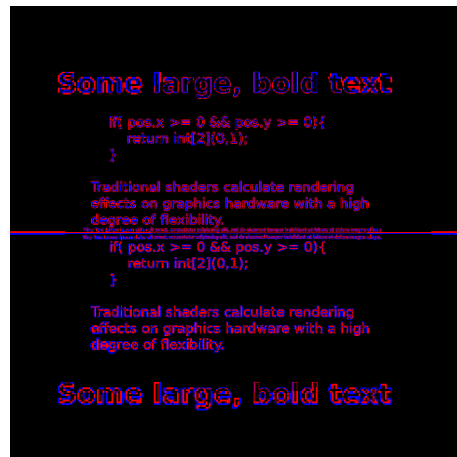 Some large, bold text
if( pos.x >= 0 && pos.y >= 0){
return int[2](0,1);
}
Traditional shaders calculate rendering
effects on graphics hardware with a high
degree of flexibility.
if( pos.x >= 0 && pos.y >= 0){
return int[2](0,1);
}
Traditional shaders calculate rendering
effects on graphics hardware with a high
degree of flexibility.
Some large, bold text